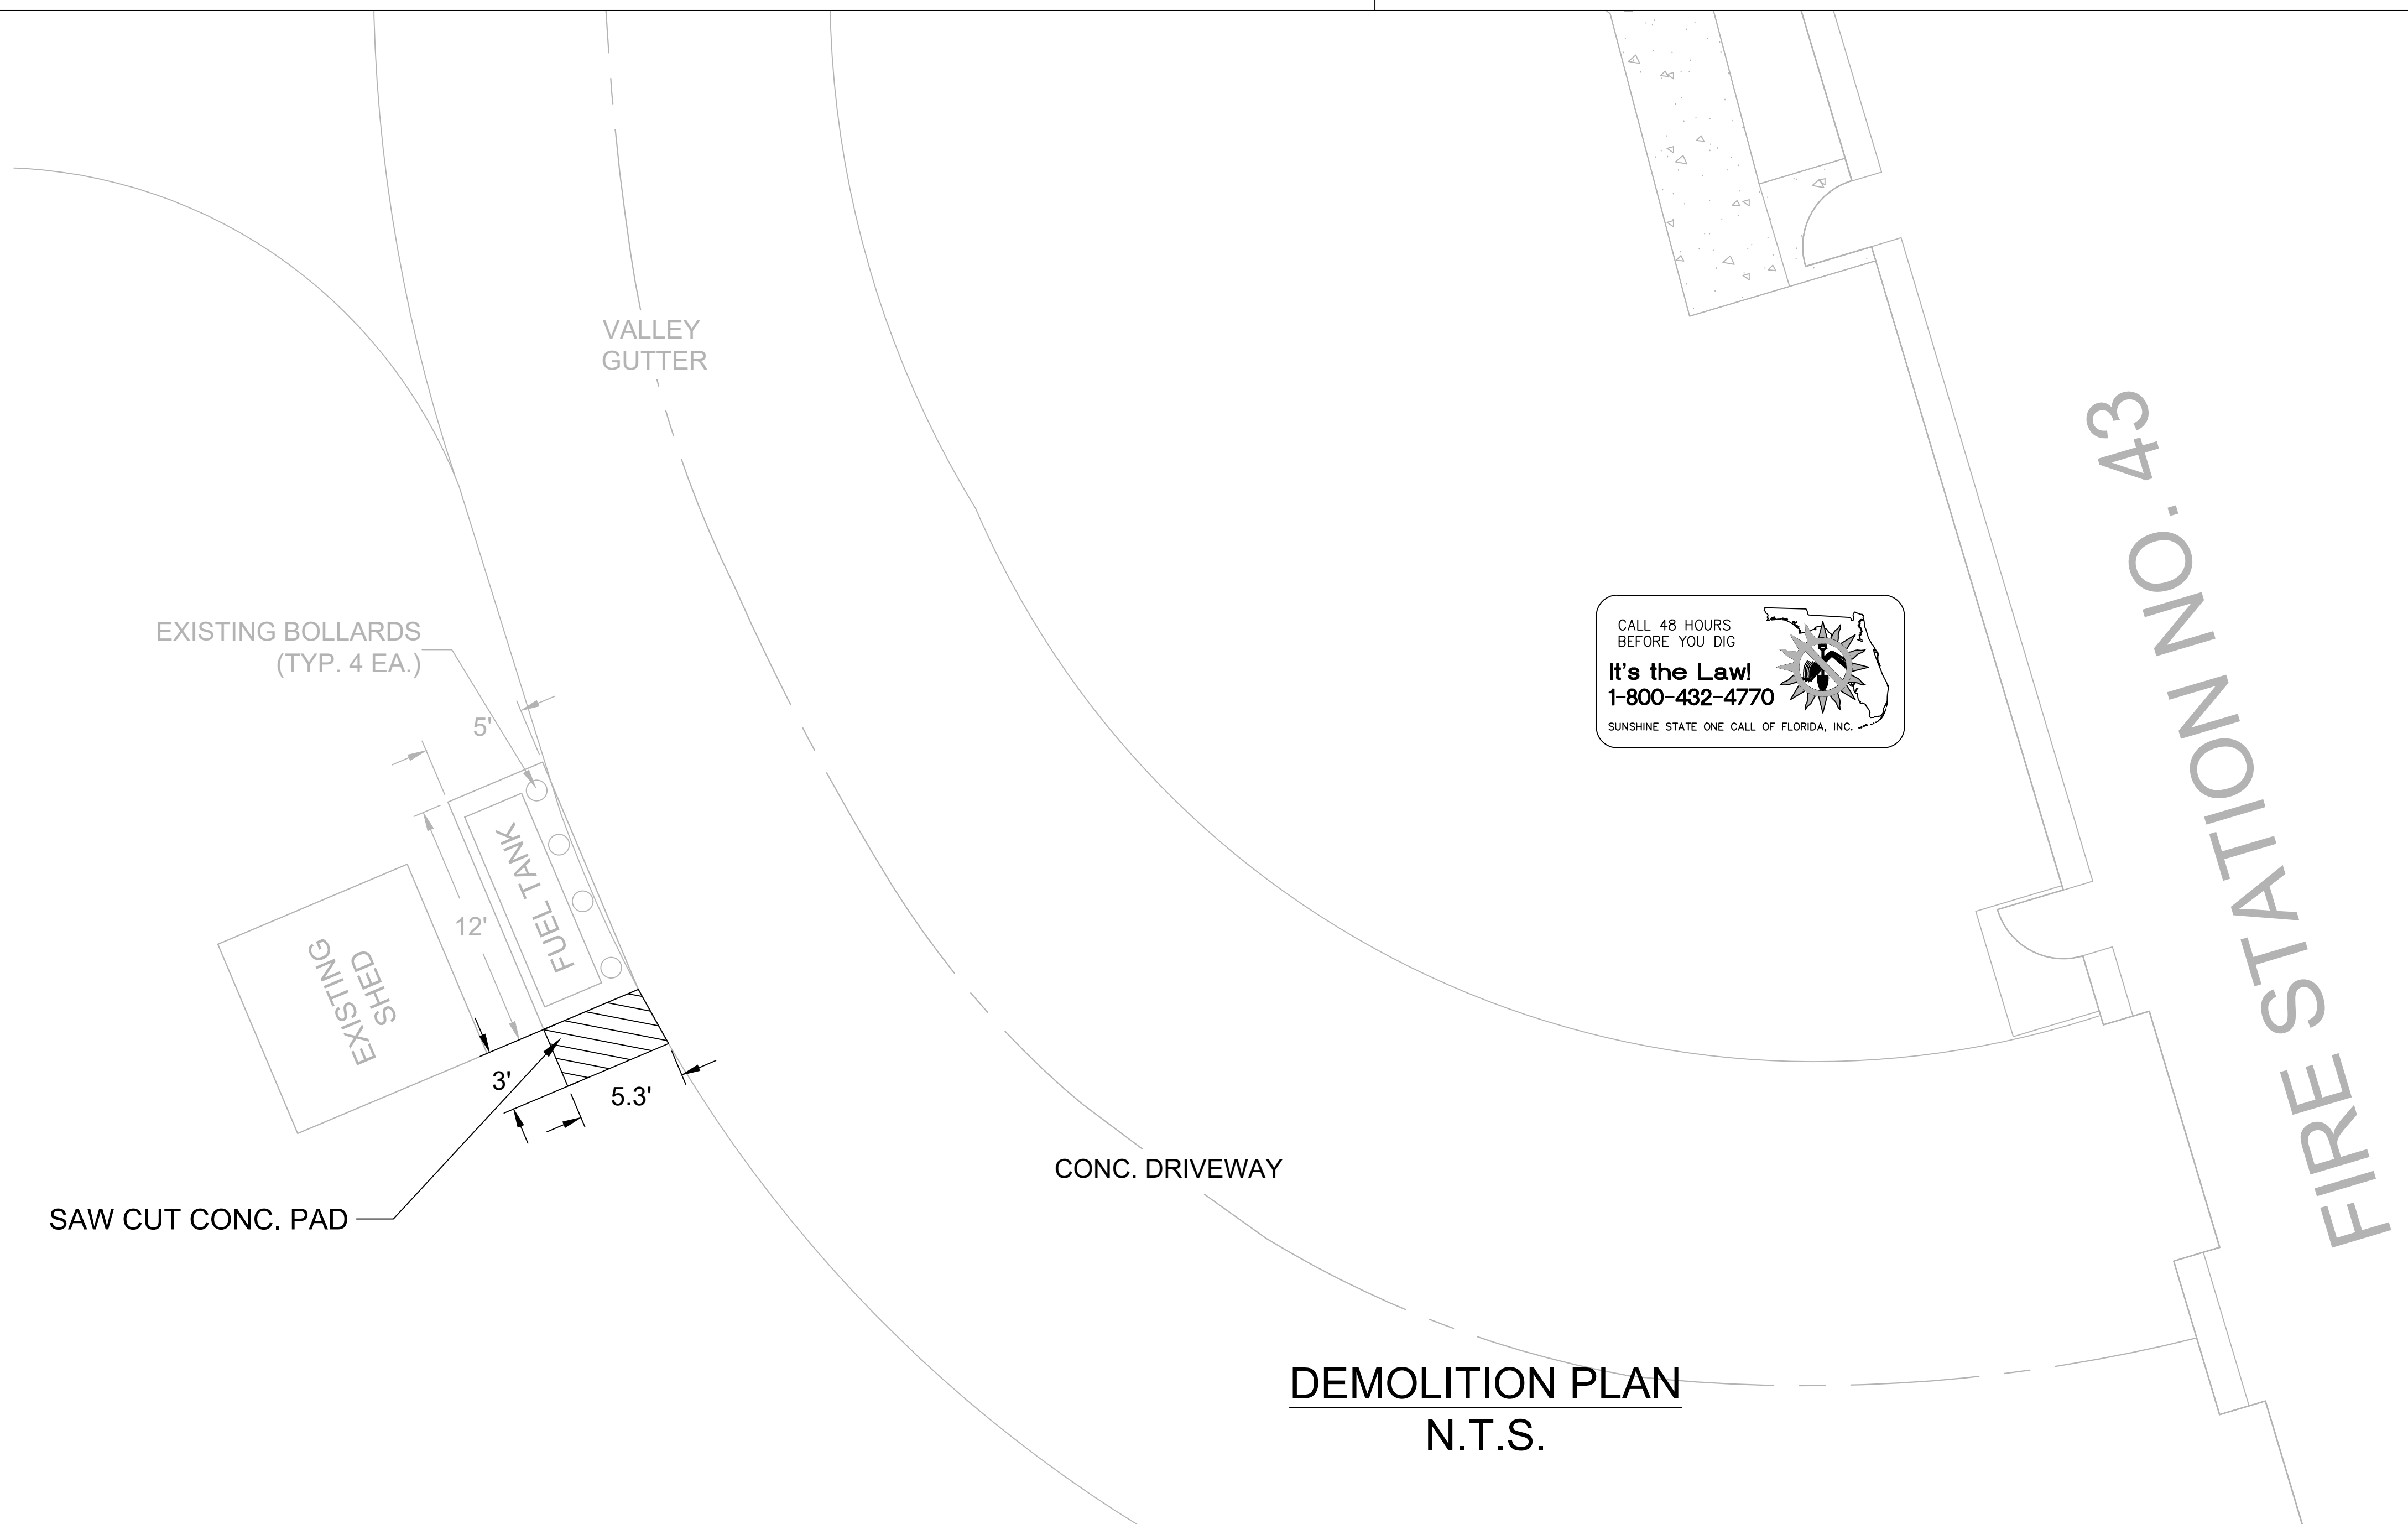 VALLEY
GUTTER
FIRE STATION NO. 43
CALL 48 HOURS
BEFORE YOU DIG
It's the Law!
1-800-432-4770
SUNSHINE STATE ONE CALL OF FLORIDA, INC.
EXISTING BOLLARDS
(TYP. 4 EA.)
5'
FUEL TANK
12'
EXISTING
SHED
3'
5.3'
CONC. DRIVEWAY
SAW CUT CONC. PAD
DEMOLITION PLAN
N.T.S.